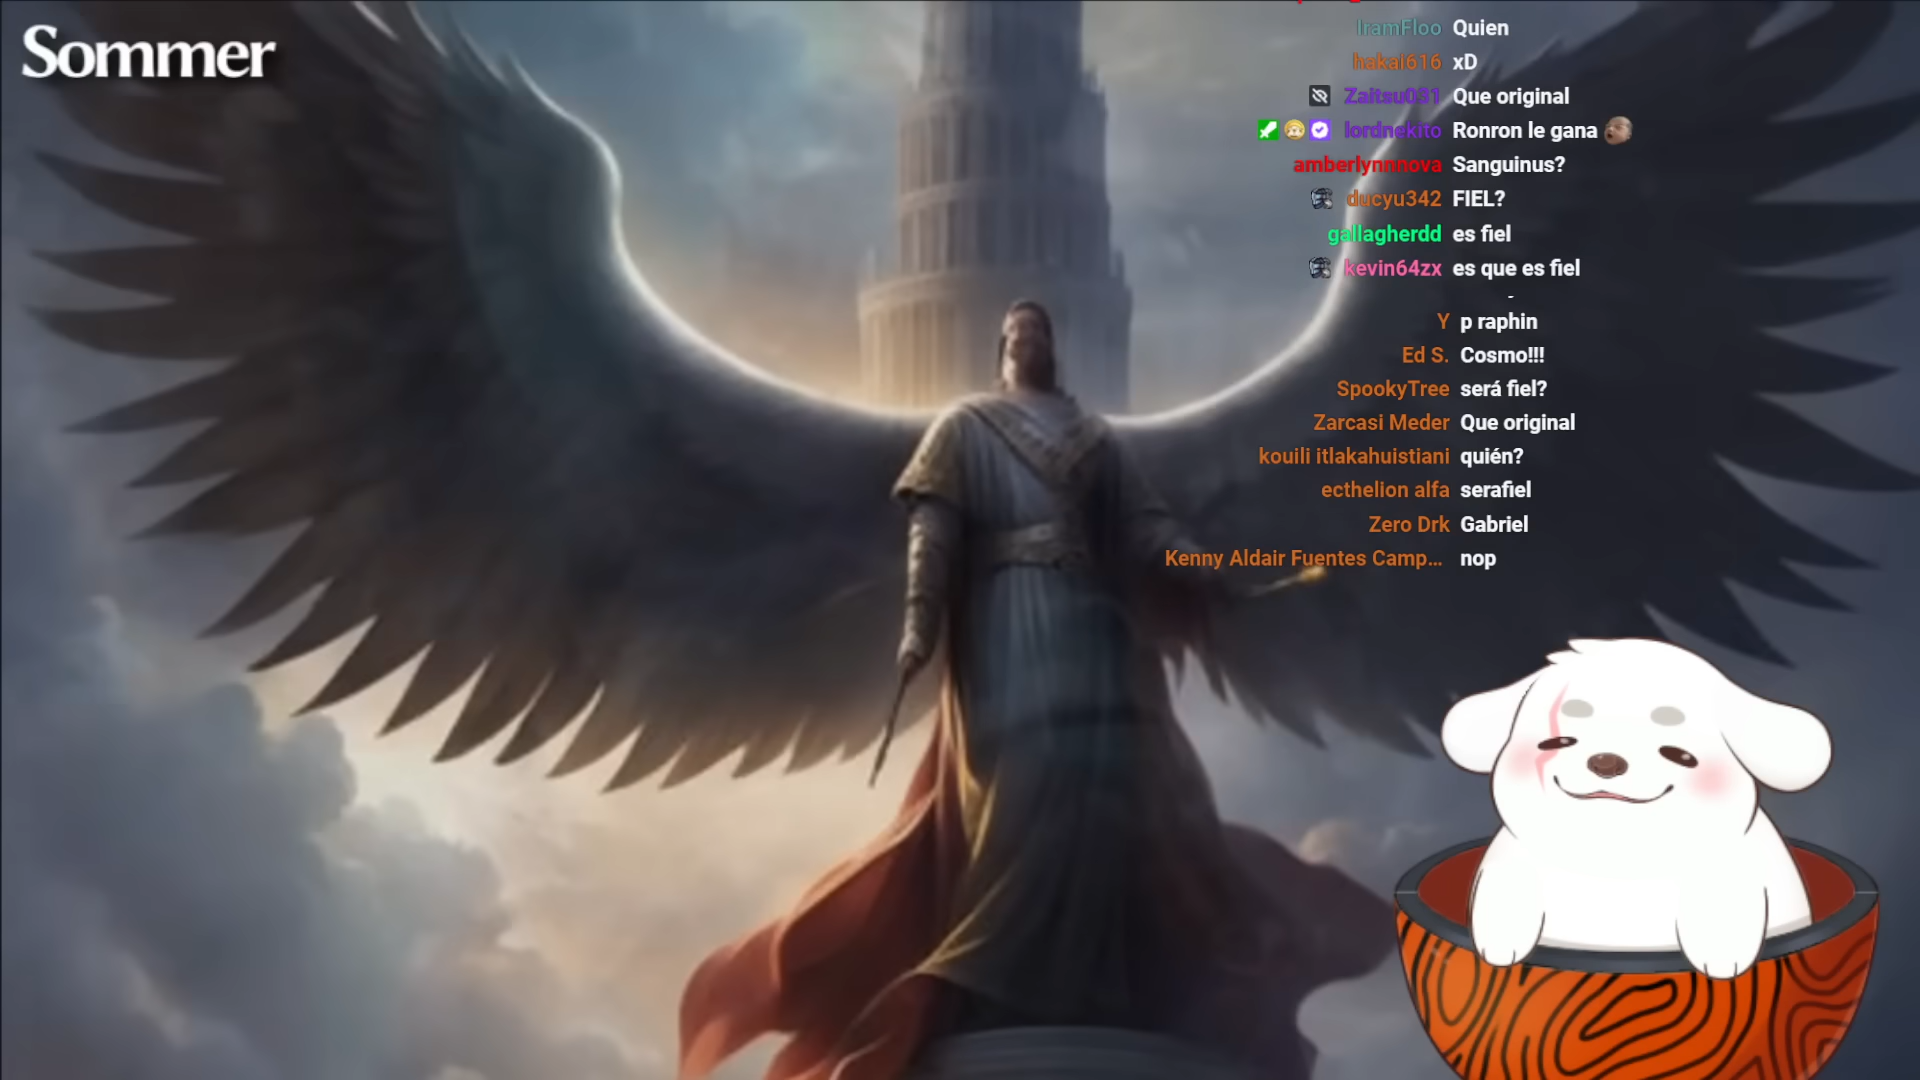 Sommer
IramFloo Quien
hakai616 xD
Zaitsu031 Que original
lordnekito Ronron le gana
amberlynnnova Sanguinus?
ducyu342 FIEL?
gallagherdd es fiel
kevin64zx es que es fiel
Y p raphin
Ed S. Cosmo!!!
SpookyTree será fiel?
Zarcasi Meder Que original
kouili itlakahuistiani quién?
ecthelion alfa serafiel
Zero Drk Gabriel
Kenny Aldair Fuentes Camp... nop